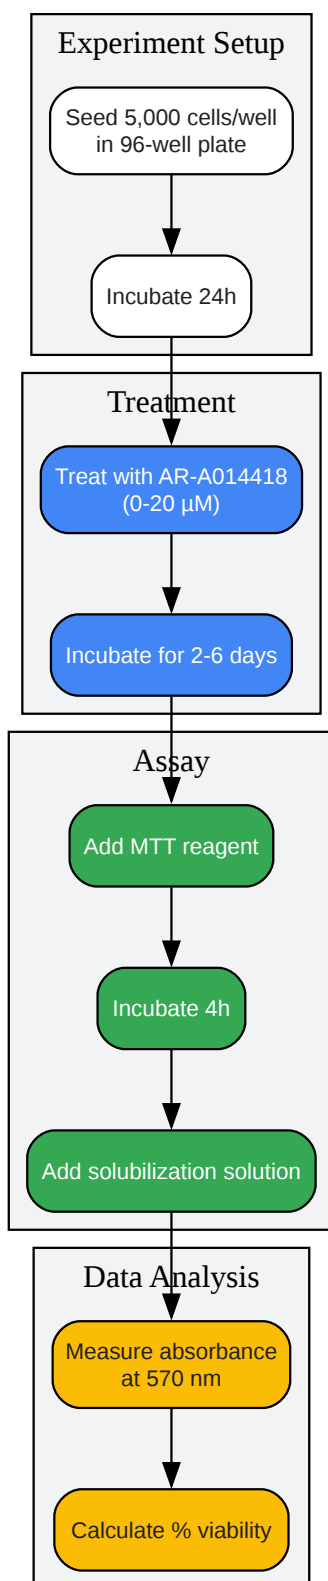 Experiment Setup
Seed 5,000 cells/well
in 96-well plate
Incubate 24h
Treatment
Treat with AR-A014418
(0-20 µM)
Incubate for 2-6 days
Assay
Add MTT reagent
Incubate 4h
Add solubilization solution
Data Analysis
Measure absorbance
at 570 nm
Calculate % viability